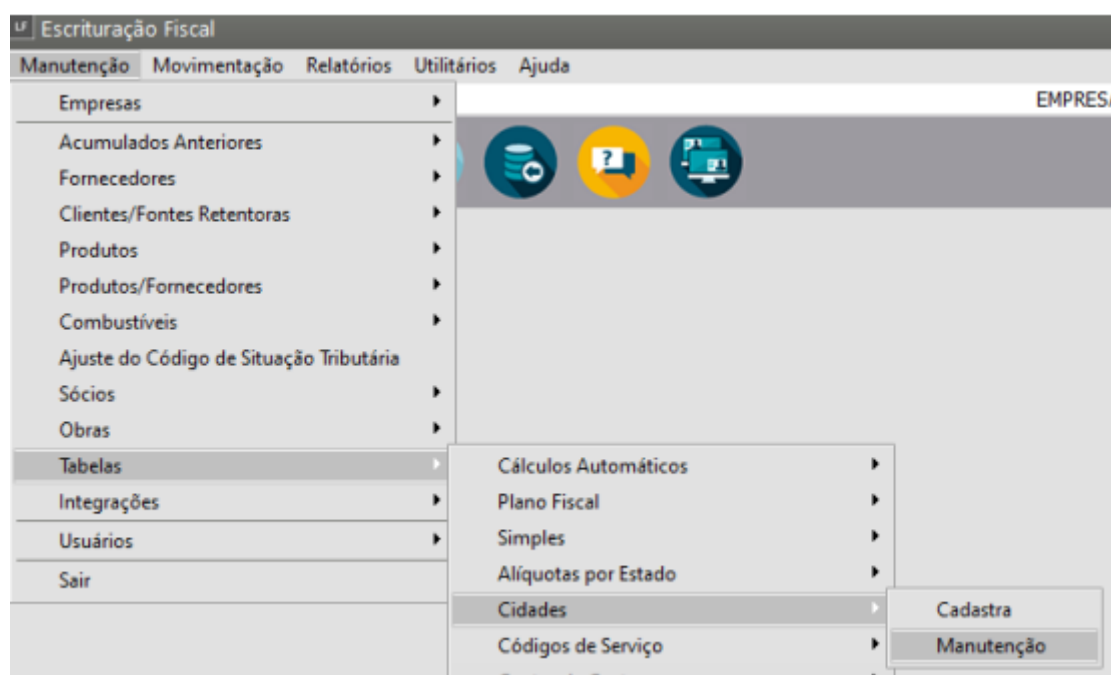 LF Escrituração Fiscal
Manutenção Movimentação Relatórios Utilitários Ajuda
Empresas
EMPRESA
Acumulados Anteriores
Fornecedores
Clientes/Fontes Retentoras
Produtos
Produtos/Fornecedores
Combustíveis
Ajuste do Código de Situação Tributária
Sócios
Obras
Tabelas
Integrações
Usuários
Sair
Cálculos Automáticos
Plano Fiscal
Simples
Alíquotas por Estado
Cidades
Códigos de Serviço
Cadastra
Manutenção
?